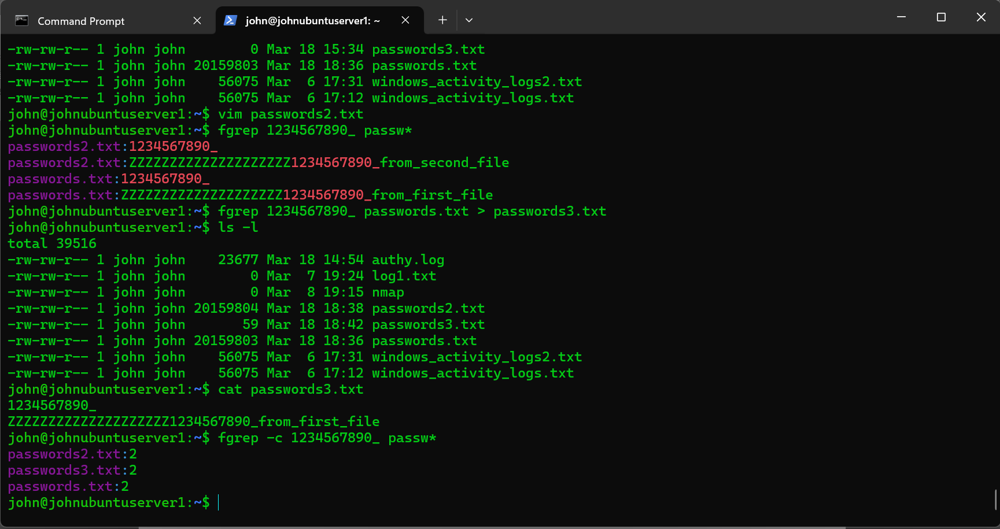 Command Prompt
john@johnubuntuserver1: ~
-rw-rw-r-- 1 john john        0 Mar 18 15:34 passwords3.txt
-rw-rw-r-- 1 john john 20159803 Mar 18 18:36 passwords.txt
-rw-rw-r-- 1 john john    56075 Mar  6 17:31 windows_activity_logs2.txt
-rw-rw-r-- 1 john john    56075 Mar  6 17:12 windows_activity_logs.txt
john@johnubuntuserver1:~$ vim passwords2.txt
john@johnubuntuserver1:~$ fgrep 1234567890_ passw*
passwords2.txt:1234567890_
passwords2.txt:ZZZZZZZZZZZZZZZZZZZZ1234567890_from_second_file
passwords.txt:1234567890_
passwords.txt:ZZZZZZZZZZZZZZZZZZZZ1234567890_from_first_file
john@johnubuntuserver1:~$ fgrep 1234567890_ passwords.txt > passwords3.txt
john@johnubuntuserver1:~$ ls -l
total 39516
-rw-rw-r-- 1 john john    23677 Mar 18 14:54 authy.log
-rw-rw-r-- 1 john john        0 Mar  7 19:24 log1.txt
-rw-rw-r-- 1 john john        0 Mar  8 19:15 nmap
-rw-rw-r-- 1 john john 20159804 Mar 18 18:38 passwords2.txt
-rw-rw-r-- 1 john john       59 Mar 18 18:42 passwords3.txt
-rw-rw-r-- 1 john john 20159803 Mar 18 18:36 passwords.txt
-rw-rw-r-- 1 john john    56075 Mar  6 17:31 windows_activity_logs2.txt
-rw-rw-r-- 1 john john    56075 Mar  6 17:12 windows_activity_logs.txt
john@johnubuntuserver1:~$ cat passwords3.txt
1234567890_
ZZZZZZZZZZZZZZZZZZZZ1234567890_from_first_file
john@johnubuntuserver1:~$ fgrep -c 1234567890_ passw*
passwords2.txt:2
passwords3.txt:2
passwords.txt:2
john@johnubuntuserver1:~$